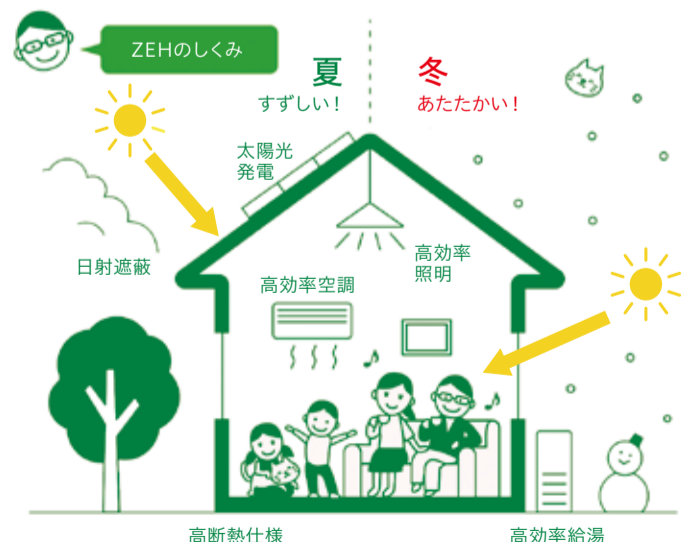 ZEHのしくみ
夏
すずしい！
冬
あたたかい！
太陽光
発電
日射遮蔽
高効率空調
高効率
照明
高断熱仕様
高効率給湯